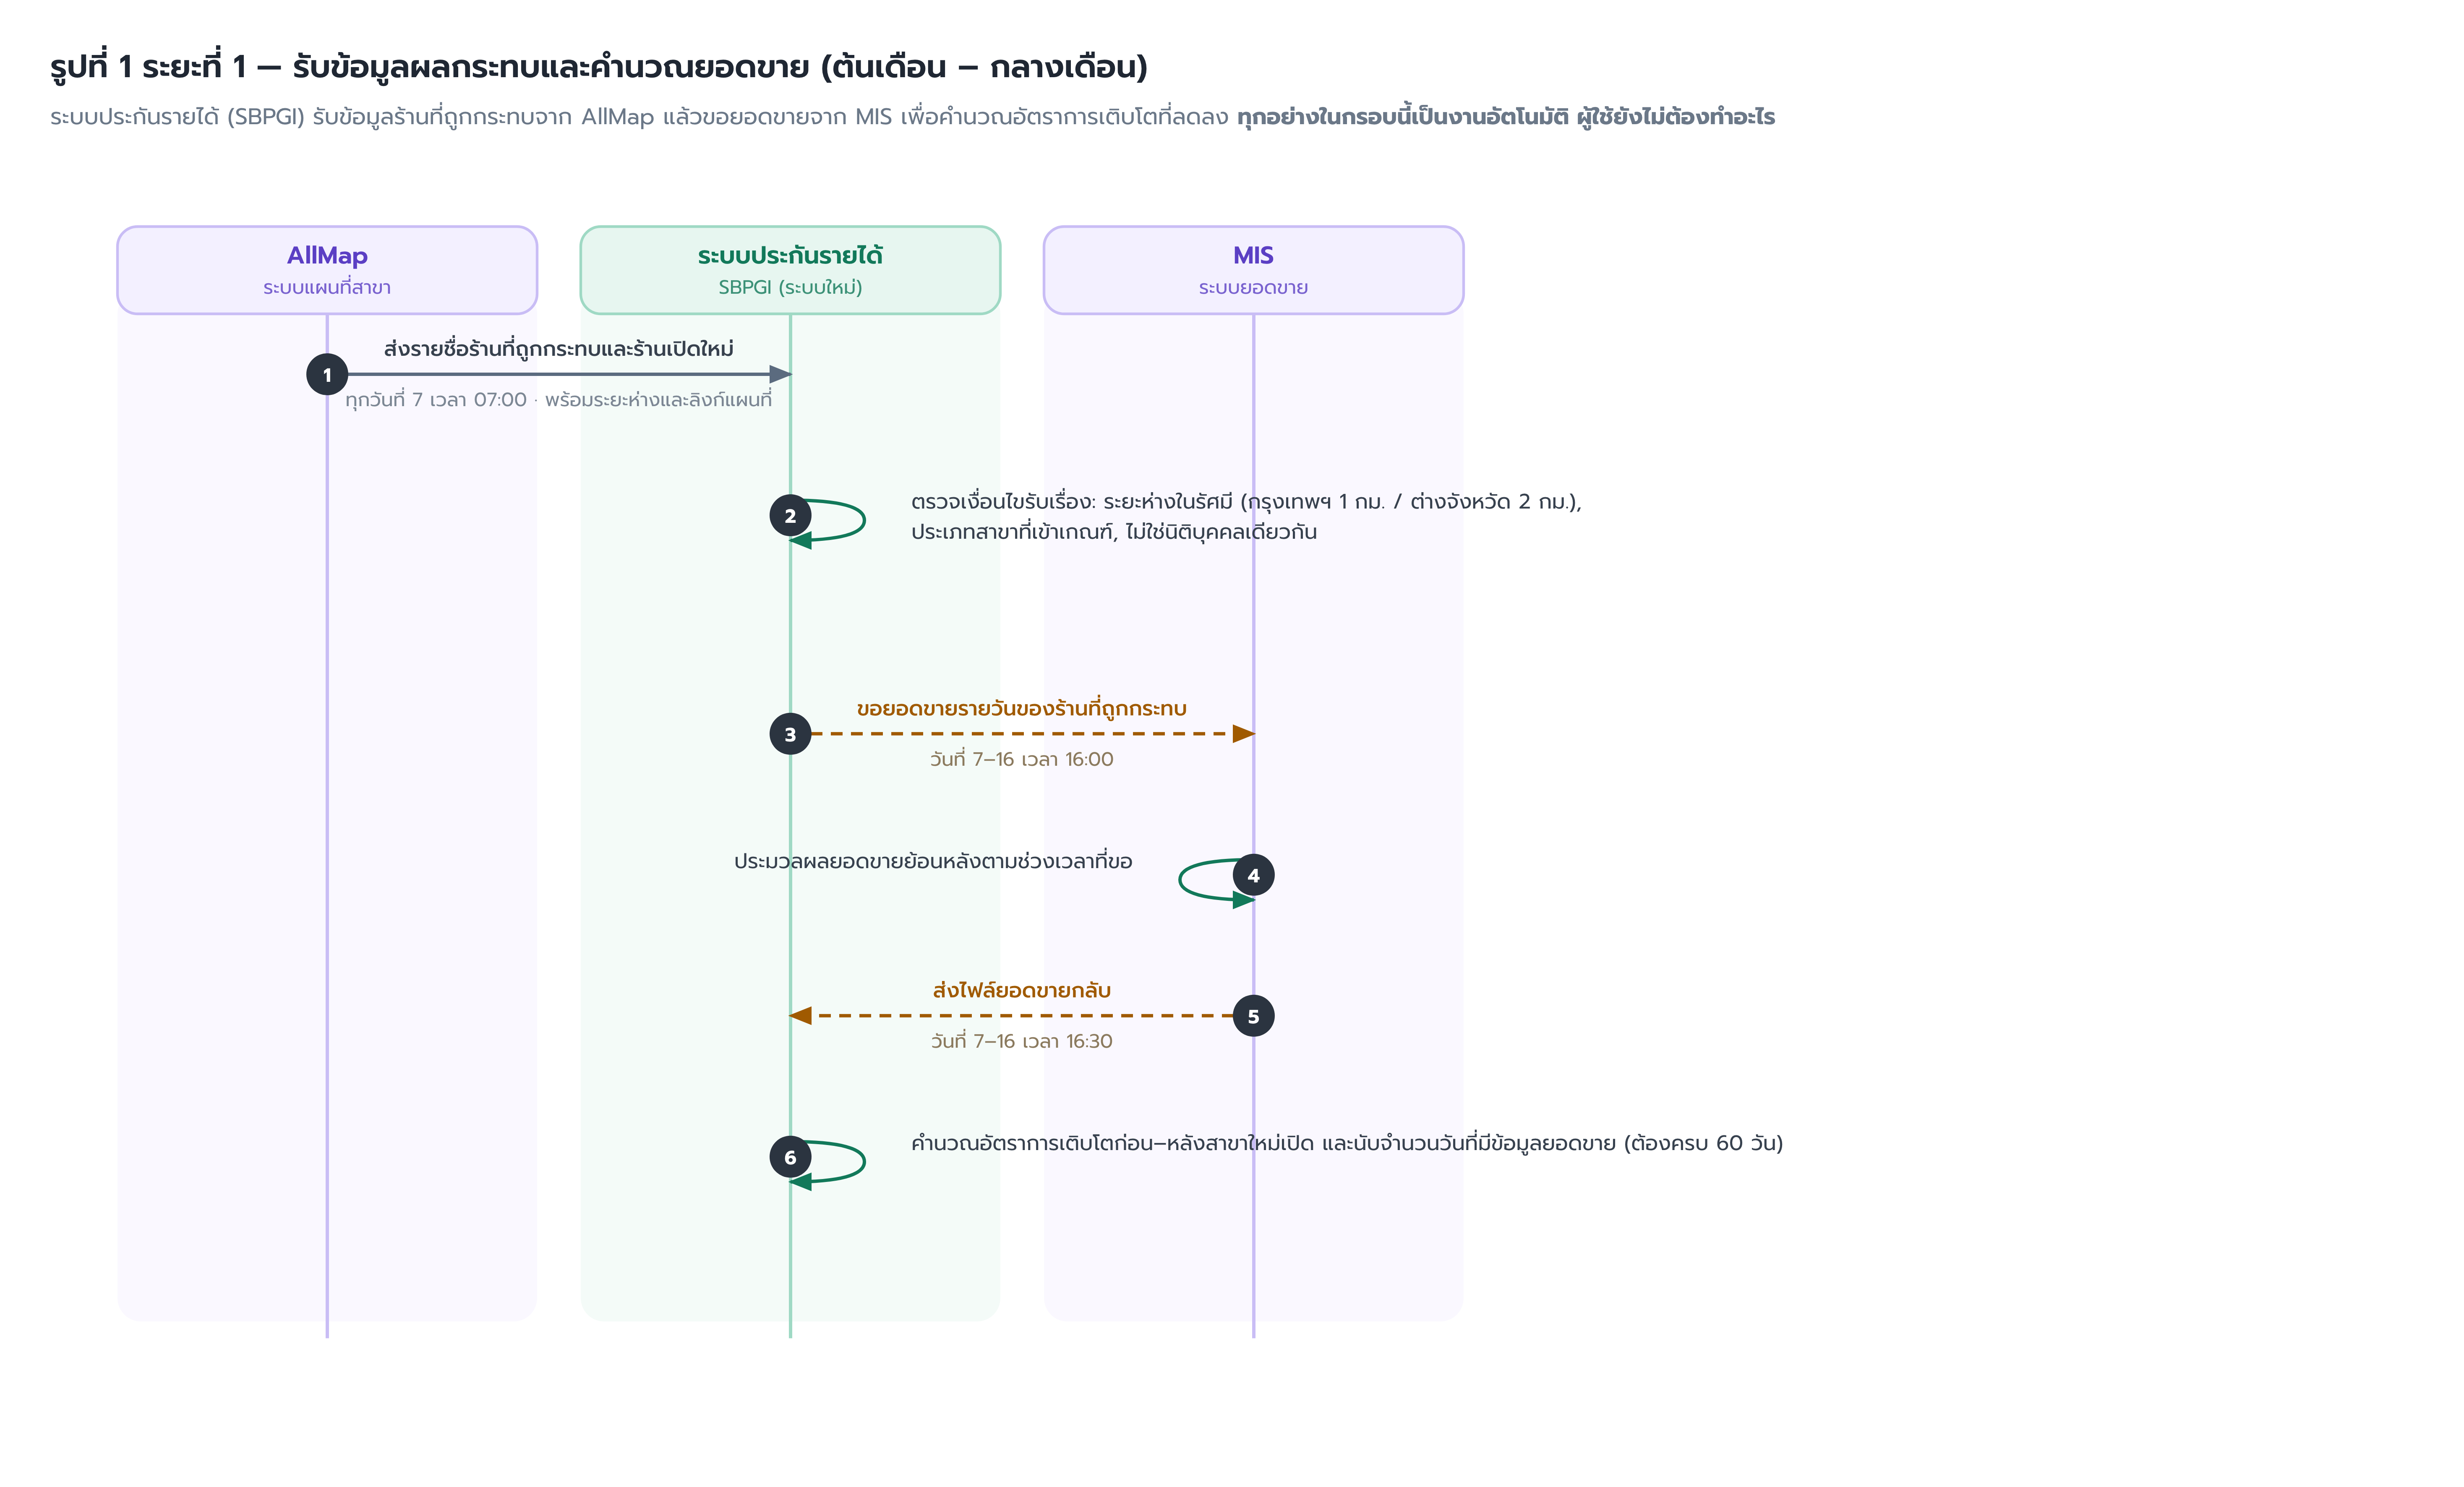 รูปที่ 1 ระยะที่ 1 — รับข้อมูลผลกระทบและคำนวณยอดขาย (ต้นเดือน – กลางเดือน)
ระบบประกันรายได้ (SBPGI) รับข้อมูลร้านที่ถูกกระทบจาก AllMap แล้วขอยอดขายจาก MIS เพื่อคำนวณอัตราการเติบโตที่ลดลง ทุกอย่างในกรอบนี้เป็นงานอัตโนมัติ ผู้ใช้ยังไม่ต้องทำอะไร
AllMap
ระบบแผนที่สาขา
ระบบประกันรายได้
SBPGI (ระบบใหม่)
MIS
ระบบยอดขาย
ส่งรายชื่อร้านที่ถูกกระทบและร้านเปิดใหม่
1
ทุกวันที่ 7 เวลา 07:00 · พร้อมระยะห่างและลิงก์แผนที่
2
ตรวจเงื่อนไขรับเรื่อง: ระยะห่างในรัศมี (กรุงเทพฯ 1 กม. / ต่างจังหวัด 2 กม.),
ประเภทสาขาที่เข้าเกณฑ์, ไม่ใช่นิติบุคคลเดียวกัน
ขอยอดขายรายวันของร้านที่ถูกกระทบ
3
วันที่ 7–16 เวลา 16:00
ประมวลผลยอดขายย้อนหลังตามช่วงเวลาที่ขอ
4
ส่งไฟล์ยอดขายกลับ
5
วันที่ 7–16 เวลา 16:30
6
คำนวณอัตราการเติบโตก่อน–หลังสาขาใหม่เปิด และนับจำนวนวันที่มีข้อมูลยอดขาย (ต้องครบ 60 วัน)